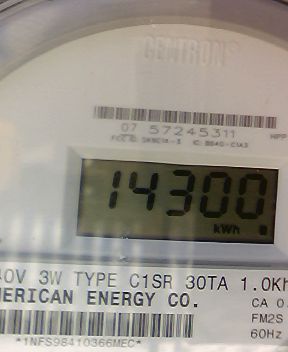 CENTRON®
07 57245311
14300
kWh
40V 3W TYPE C1SR 30TA 1.0Kh
MERICAN ENERGY CO.
CA 0.
FM2S
60Hz
*1NFS98410366MEC*